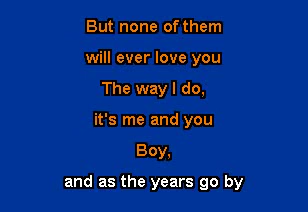 But none of them
will ever love you
The way I do,
it's me and you
Boy,
and as the years go by